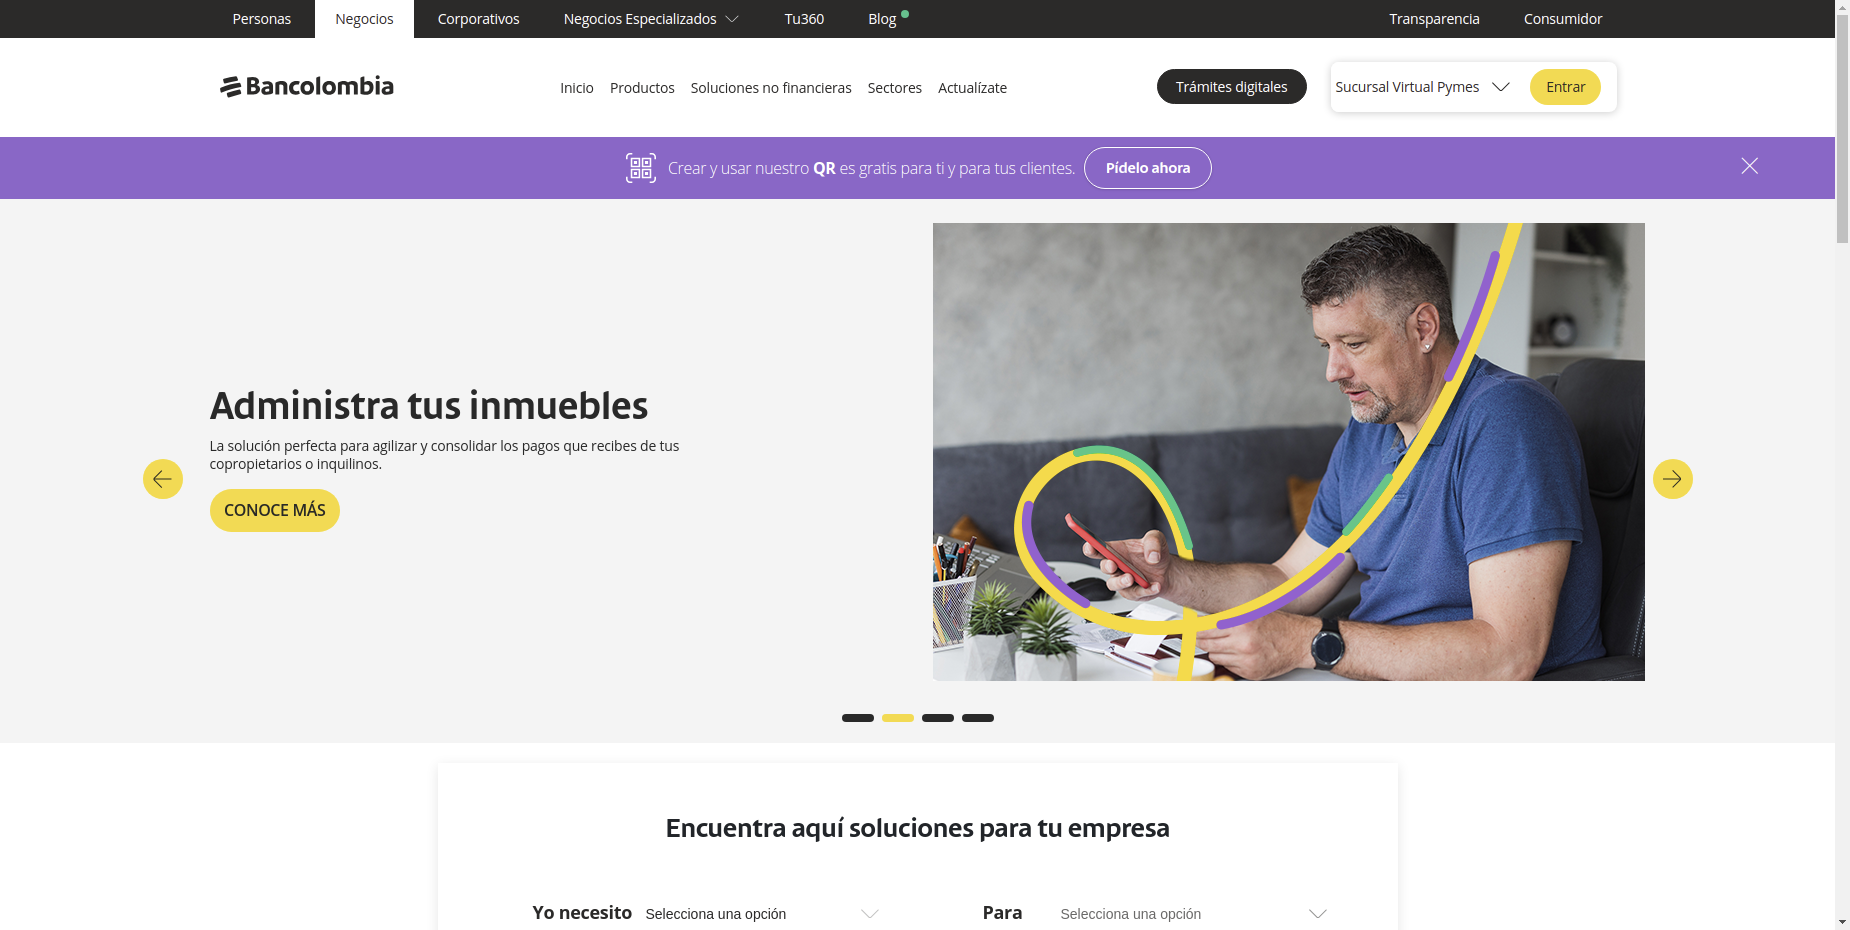 Personas
Negocios
Corporativos
Negocios Especializados
Tu360
Blog
Transparencia
Consumidor
Bancolombia
Inicio
Productos
Soluciones no financieras
Sectores
Actualízate
Trámites digitales
Sucursal Virtual Pymes
Entrar
Crear y usar nuestro QR es gratis para ti y para tus clientes.
Pídelo ahora
Administra tus inmuebles
La solución perfecta para agilizar y consolidar los pagos que recibes de tus
copropietarios o inquilinos.
CONOCE MÁS
Encuentra aquí soluciones para tu empresa
Yo necesito
Selecciona una opción
Para
Selecciona una opción